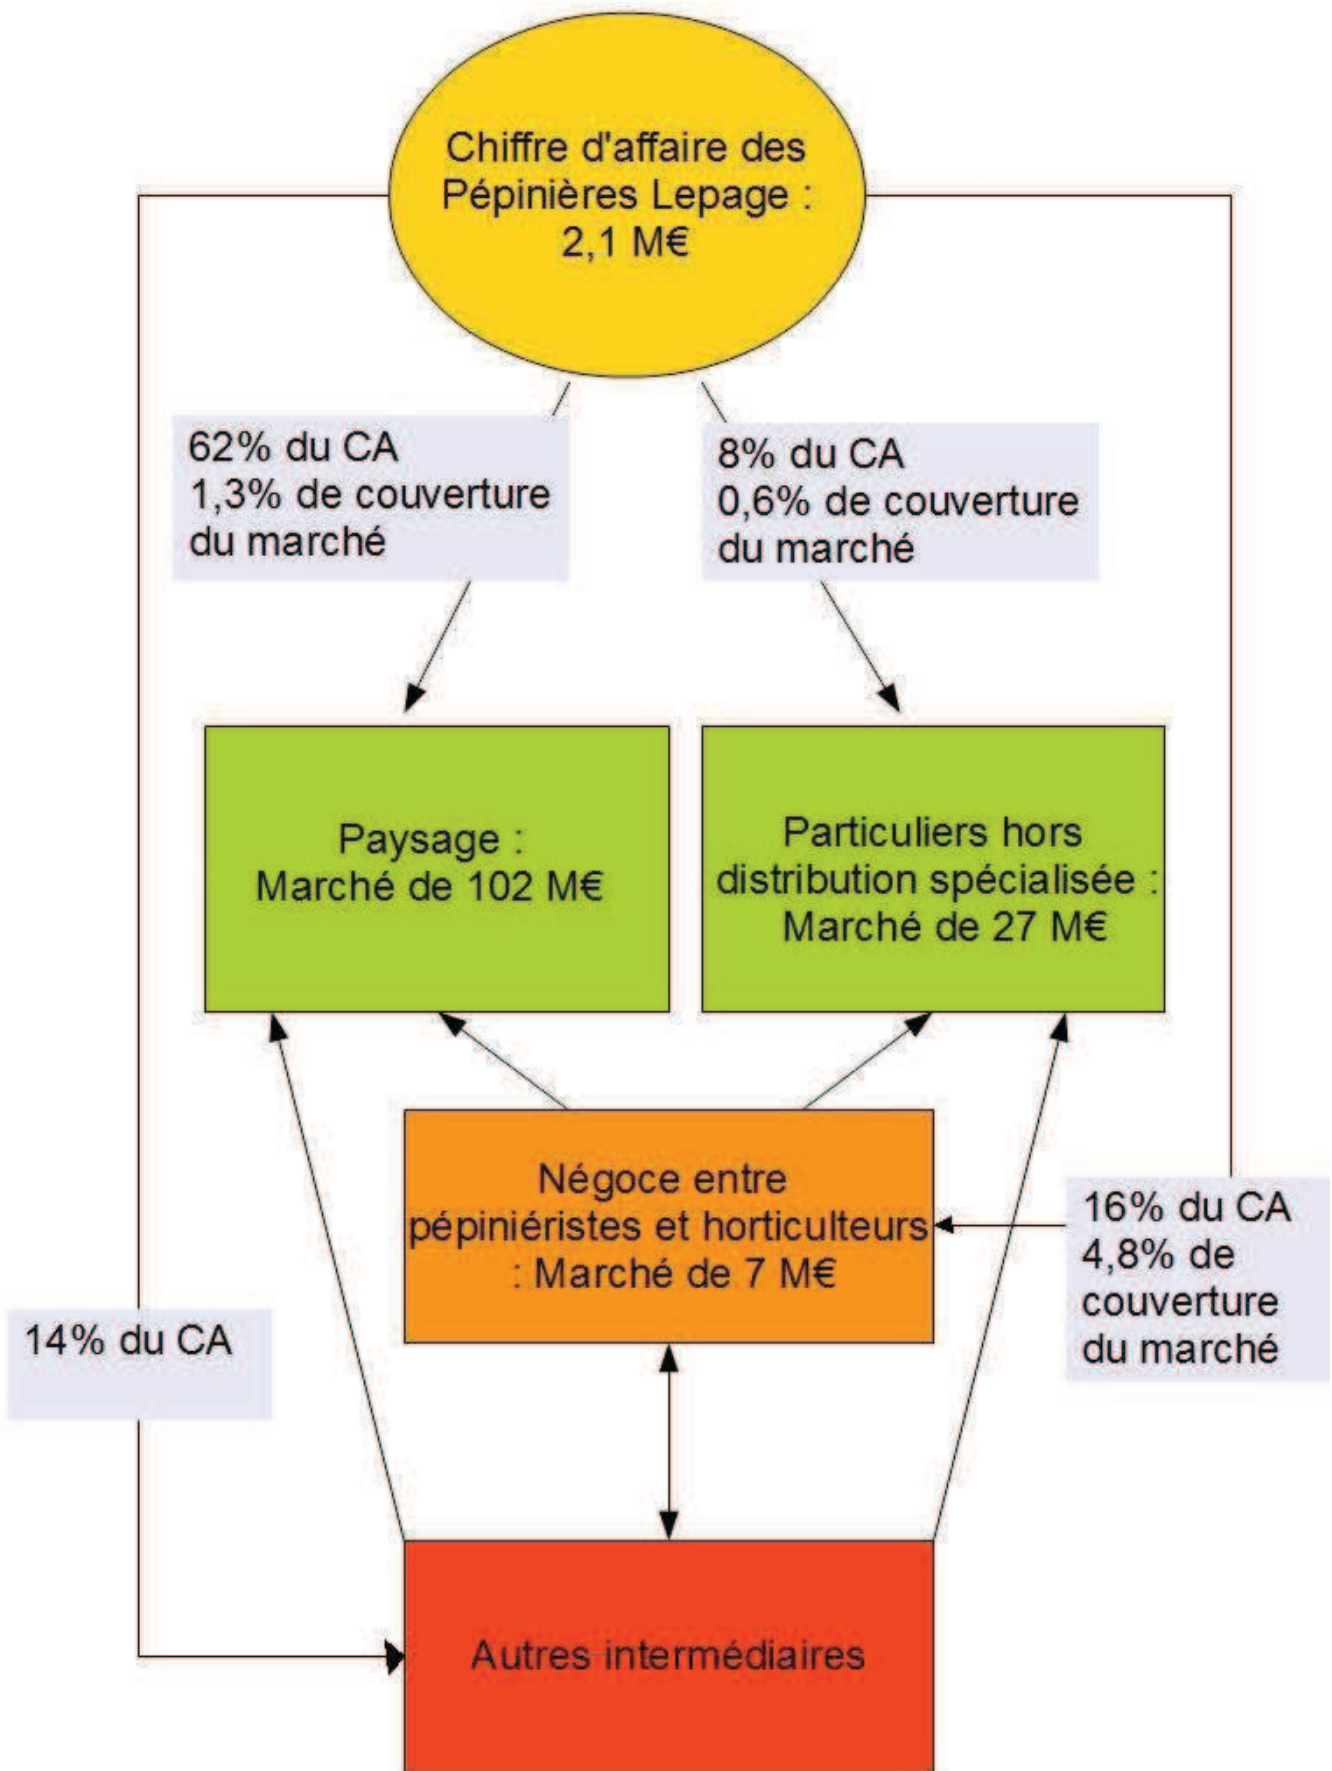 Chiffre d'affaire des
Pépinières Lepage :
2,1 M€
62% du CA
1,3% de couverture
du marché
8% du CA
0,6% de couverture
du marché
Paysage :
Marché de 102 M€
Particuliers hors
distribution spécialisée :
Marché de 27 M€
Négoce entre
pépiniéristes et horticulteurs
: Marché de 7 M€
16% du CA
4,8% de
couverture
du marché
14% du CA
Autres intermédiaires